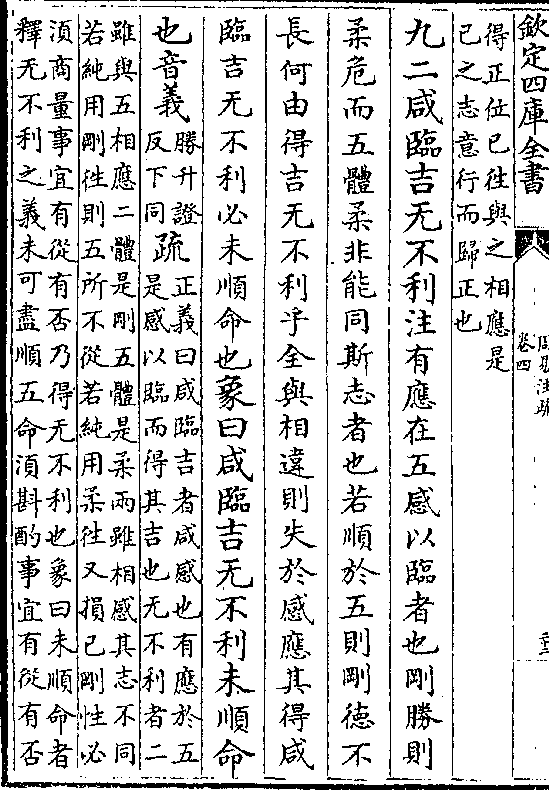 欽定四庫全書
卷四
得正位已往與之相應是
已之志意行而歸正也
九二咸臨吉无不利注有應在五感以臨者也剛勝則
柔危而五體柔非能同斯志者也若順於五則剛德不
長何由得吉无不利乎全與相違則失於感應其得咸
臨吉无不利必未順命也象曰咸臨吉无不利未順命
也音義
勝升證
反下同
疏
正義曰咸臨吉者咸感也有應於五
是感以臨而得其吉也无不利者二
雖與五相應二體是剛五體是柔兩雖相感其志不同
若純用剛徃則五所不從若純用柔徃又損已剛性必
湏商量事宜有從有否乃得无不利也象曰未順命者
釋无不利之義未可盡順五命湏斟酌事宜有從有否